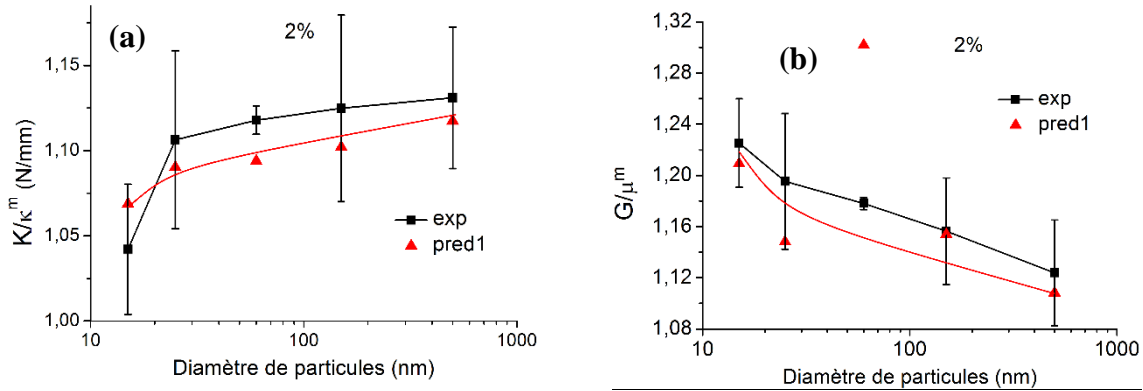 (a)
2%
1,15
1,10
1,05
1,00
K/κᵐ (N/mm)
exp
pred1
10
100
1000
Diamètre de particules (nm)
(b)
2%
1,32
1,28
1,24
1,20
1,16
1,12
1,08
G/μᵐ
exp
pred1
10
100
1000
Diamètre de particules (nm)